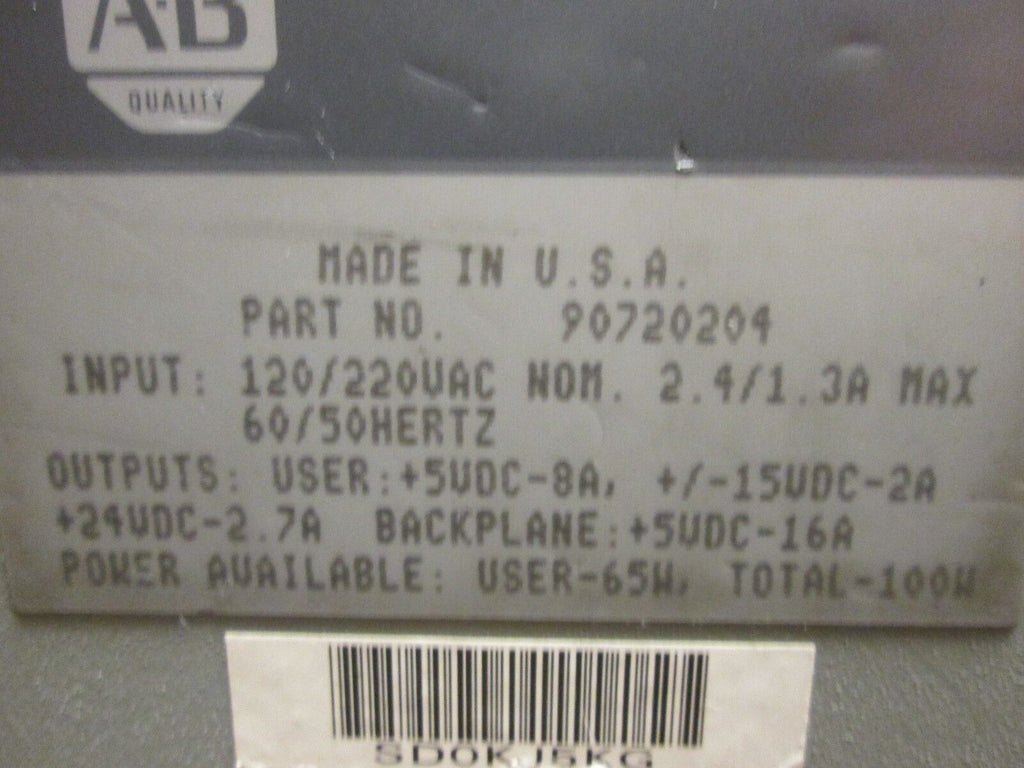 A-B
QUALITY
MADE IN U.S.A.
PART NO. 90720204
INPUT: 120/220VAC NOM. 2.4/1.3A MAX
60/50HERTZ
OUTPUTS: USER:+5VDC-8A, +/-15VDC-2A
+24VDC-2.7A BACKPLANE:+5VDC-16A
POWER AVAILABLE: USER-65W, TOTAL-100W
SD0KJ5KG